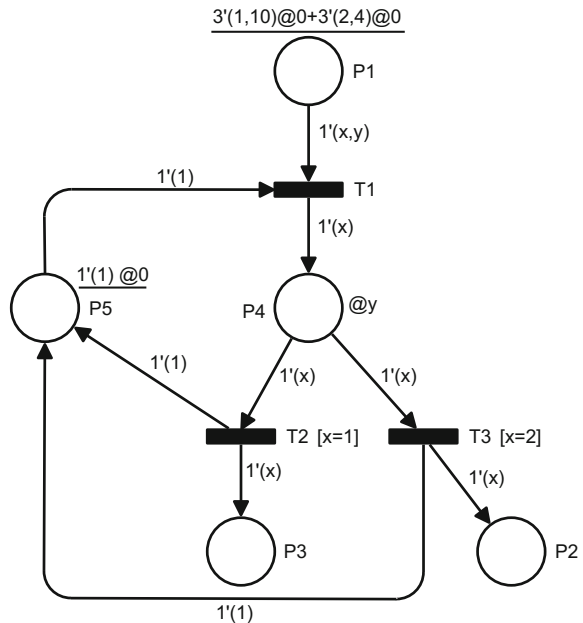 3'(1,10)@0+3'(2,4)@0
P1
1'(x,y)
1'(1)
T1
1'(x)
1'(1) @0
P5
P4
@y
1'(1)
1'(x)
1'(x)
T2 [x=1]
T3 [x=2]
1'(x)
1'(x)
P3
P2
1'(1)